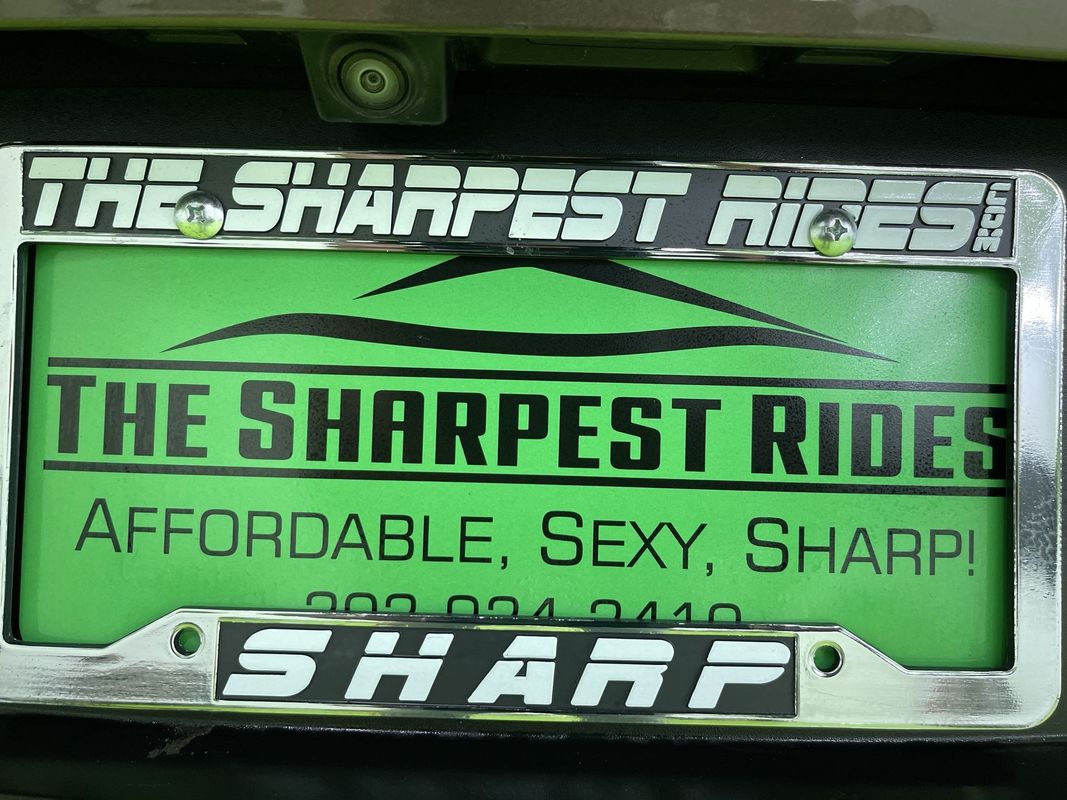 THE SHARPEST RIDES.COM
THE SHARPEST RIDES
AFFORDABLE, SEXY, SHARP!
SHARP